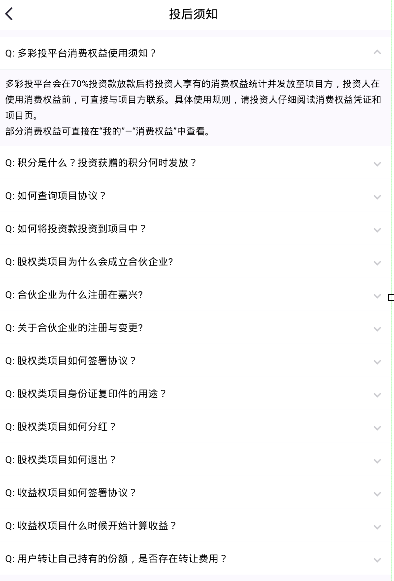 投后须知
Q: 多彩投平台消费权益使用须知？
多彩投平台会在70%投资款放款后将投资人享有的消费权益统计并发放至项目方，投资人在
使用消费权益前，可直接与项目方联系。具体使用规则，请投资人仔细阅读消费权益凭证和
项目页。
部分消费权益可直接在“我的”—“消费权益”中查看。
Q: 积分是什么？投资获赠的积分何时发放？
Q: 如何查询项目协议？
Q: 如何将投资款投资到项目中？
Q: 股权类项目为什么会成立合伙企业?
Q: 合伙企业为什么注册在嘉兴?
Q: 关于合伙企业的注册与变更?
Q: 股权类项目如何签署协议？
Q: 股权类项目身份证复印件的用途？
Q: 股权类项目如何分红？
Q: 股权类项目如何退出？
Q: 收益权项目如何签署协议？
Q: 收益权项目什么时候开始计算收益？
Q: 用户转让自己持有的份额，是否存在转让费用？